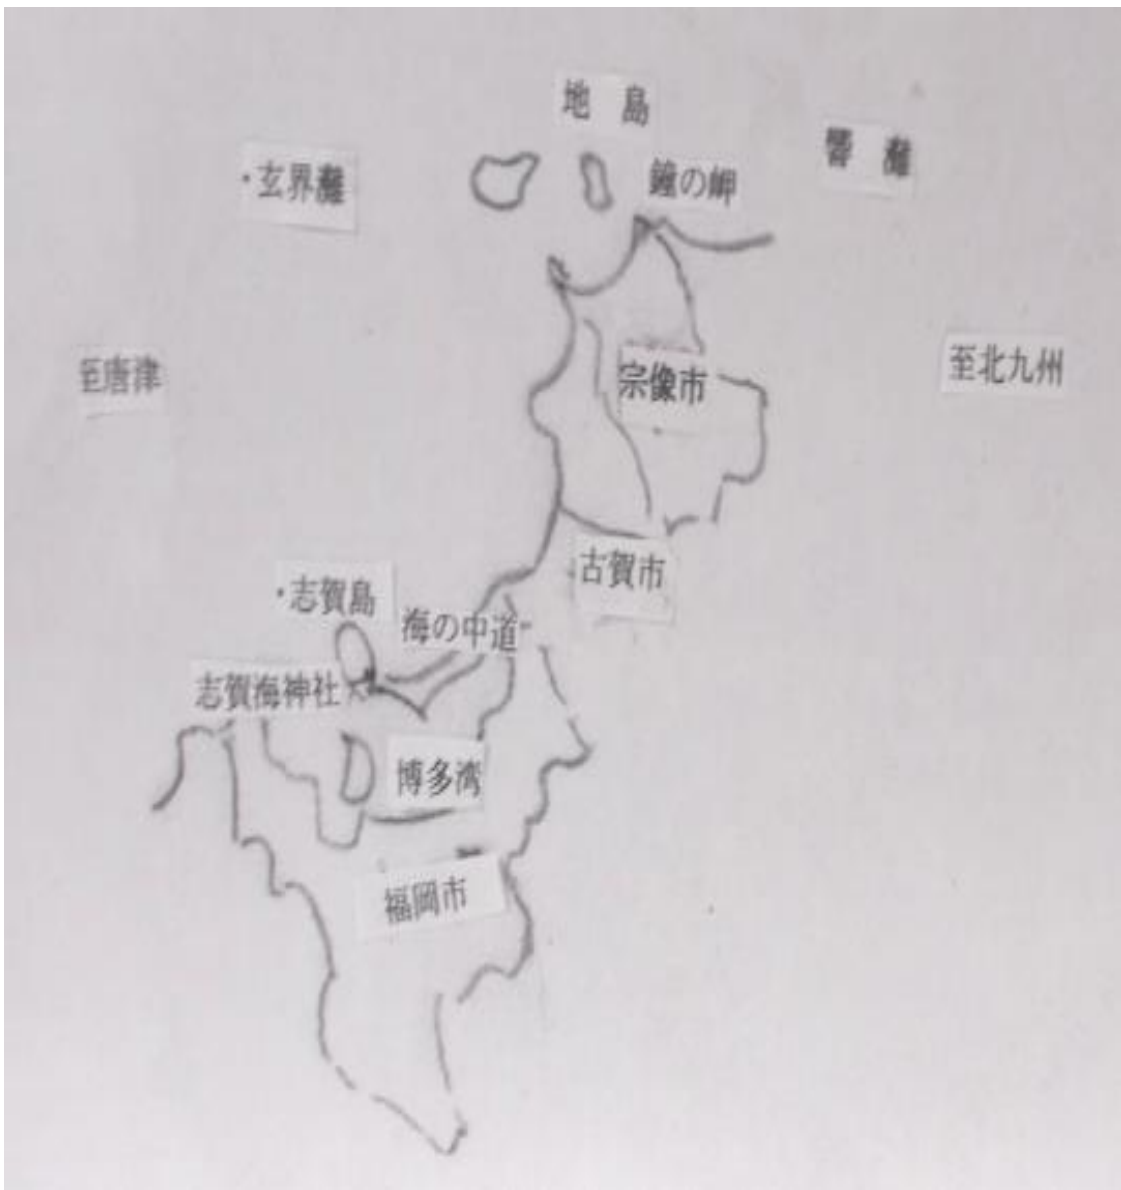 地 島
響 灘
・玄界灘
鐘の岬
至唐津
宗像市
至北九州
古賀市
・志賀島
海の中道
志賀海神社
博多湾
福岡市